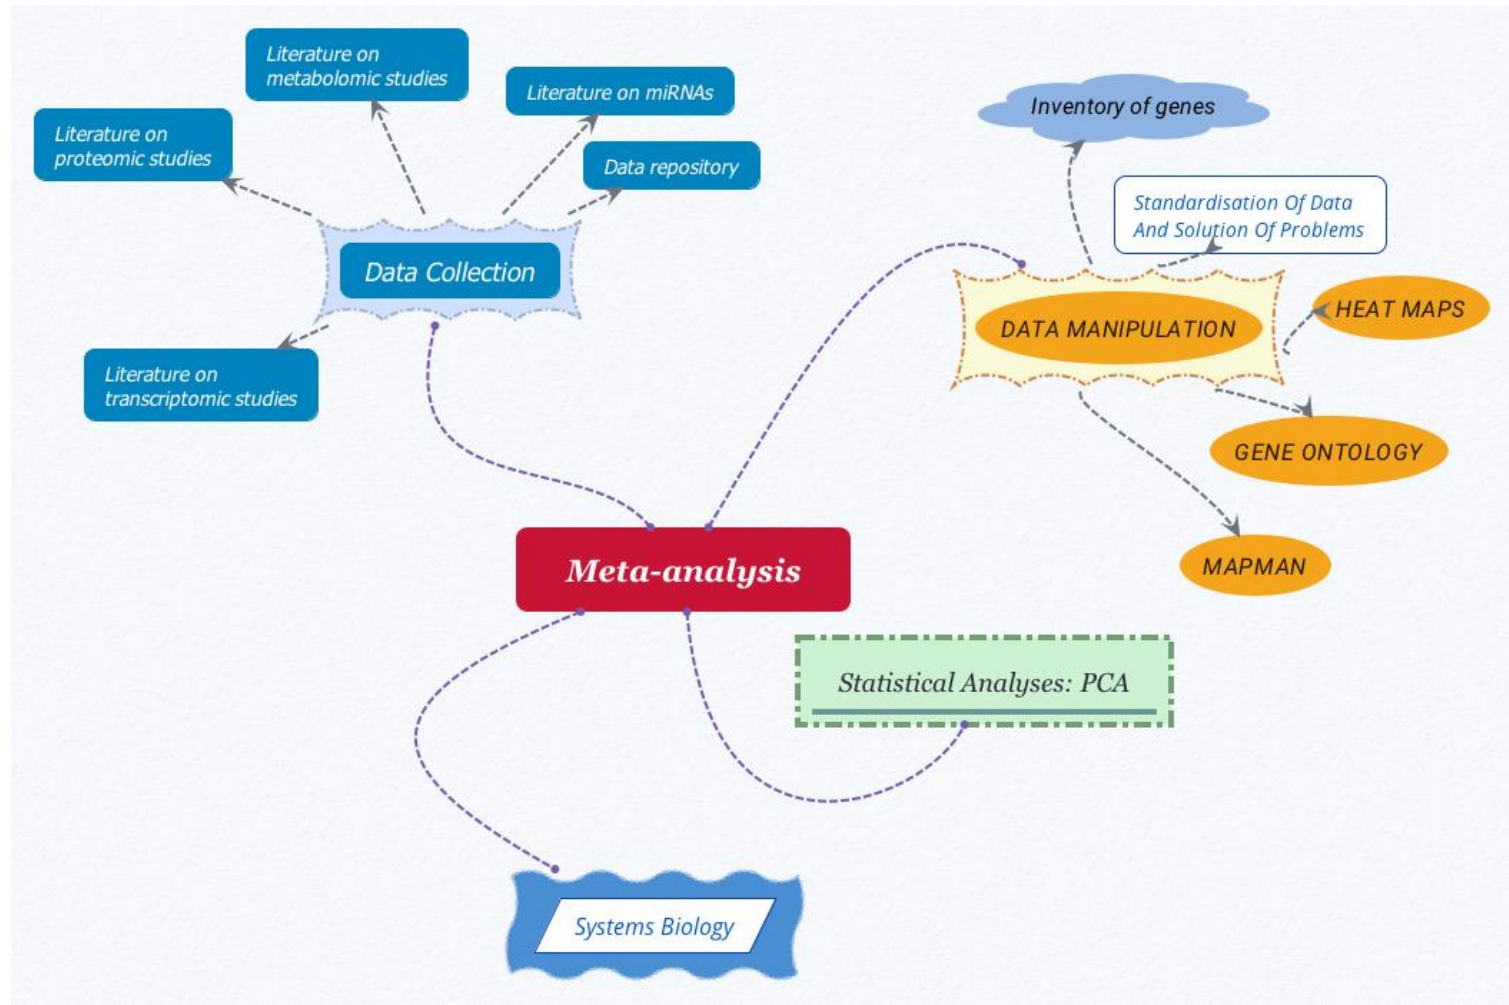 Literature on
metabolomic studies
Literature on miRNAs
Literature on
proteomic studies
Data repository
Data Collection
Literature on
transcriptomic studies
Inventory of genes
Standardisation Of Data
And Solution Of Problems
HEAT MAPS
DATA MANIPULATION
GENE ONTOLOGY
MAPMAN
Meta-analysis
Statistical Analyses: PCA
Systems Biology